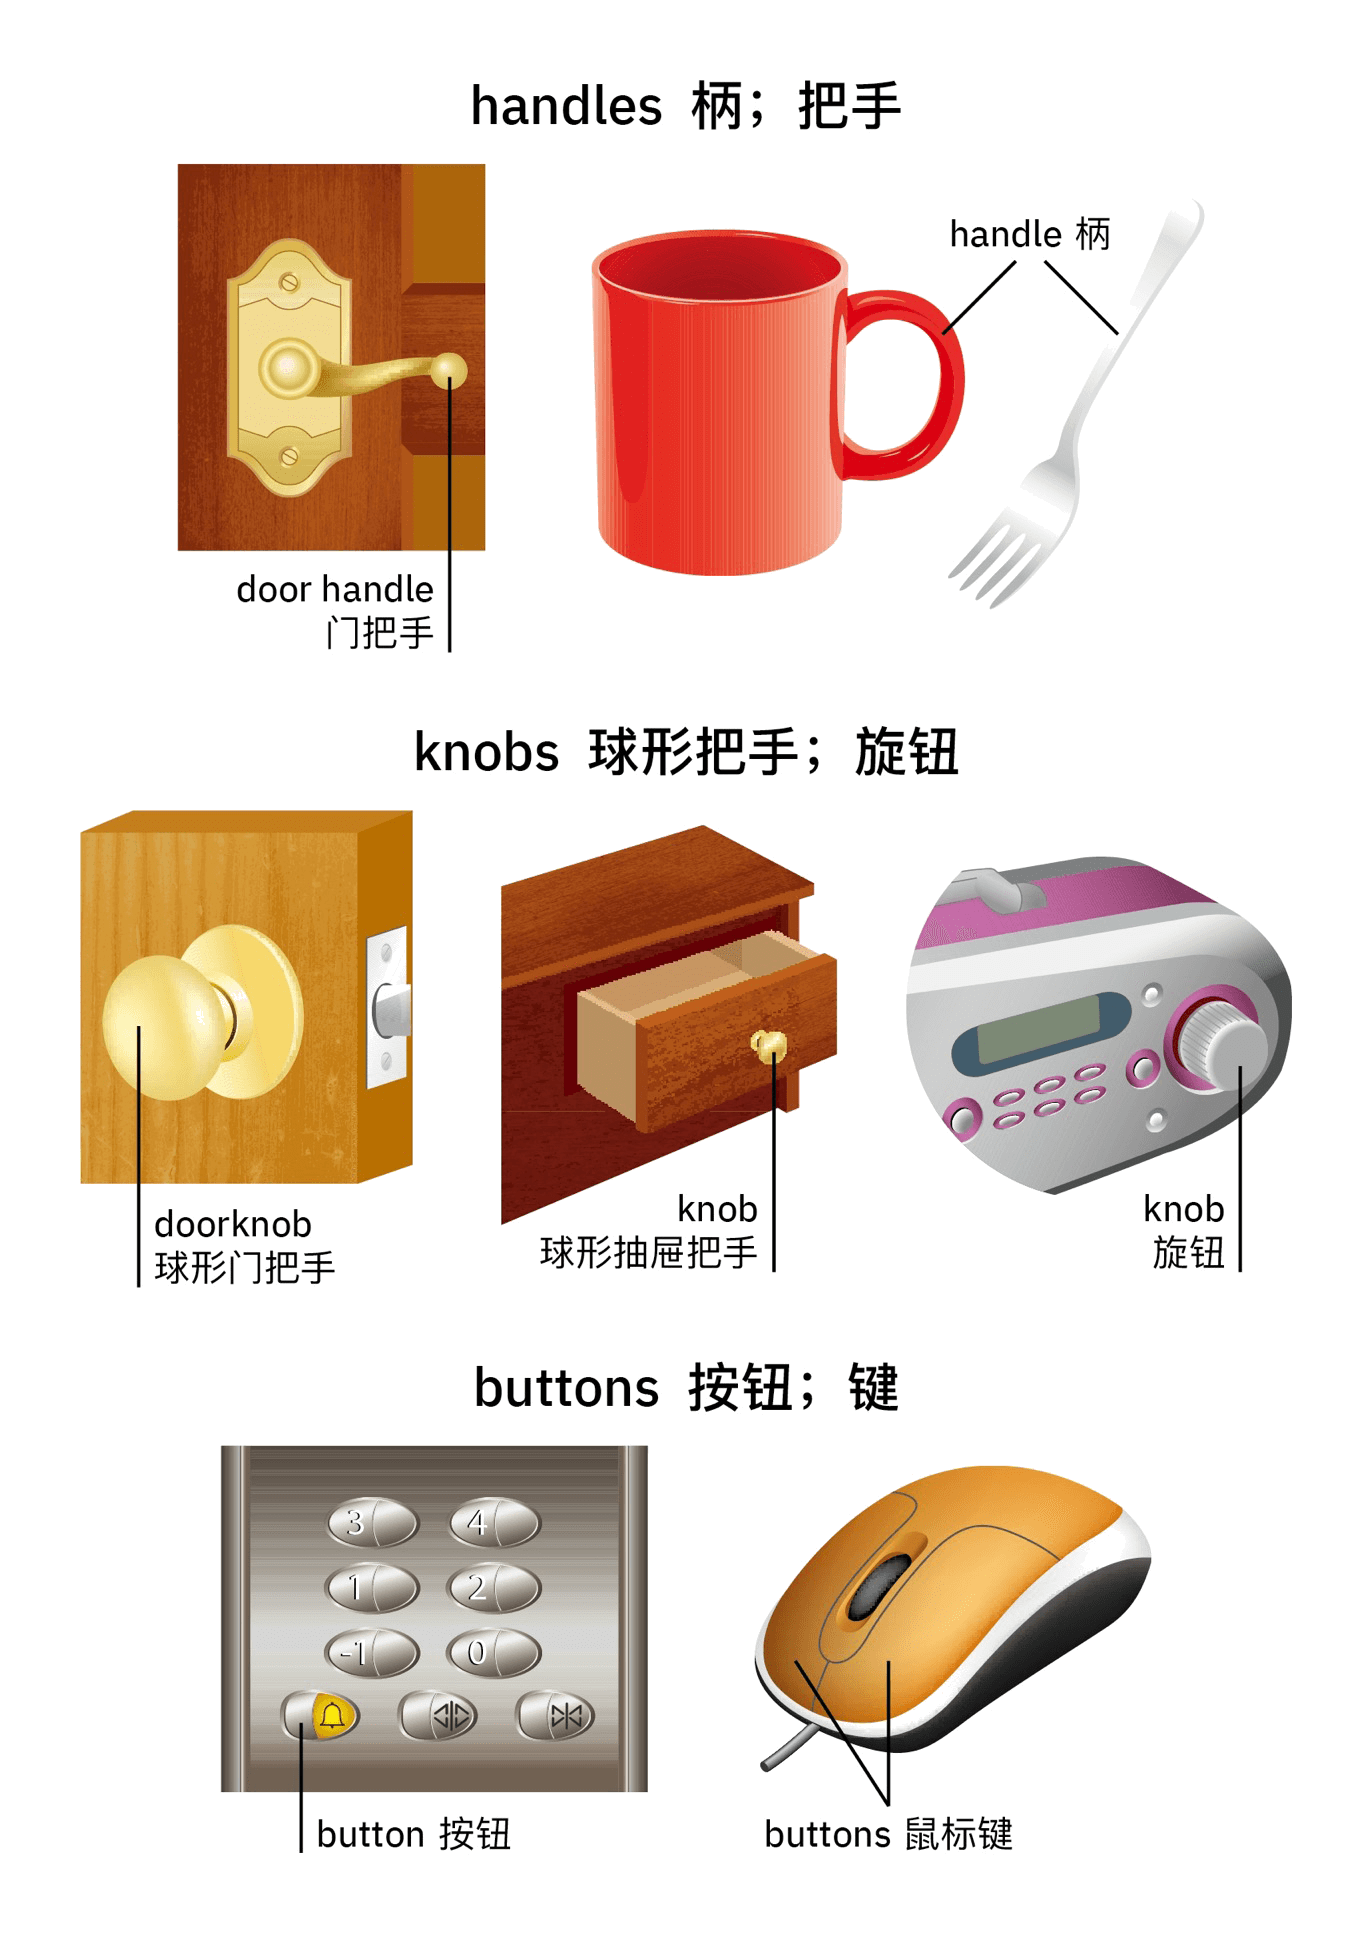 handles 柄；把手
handle 柄
door handle
门把手
knobs 球形把手；旋钮
doorknob
球形门把手
knob
球形抽屉把手
knob
旋钮
buttons 按钮；键
3 4
1 2
-1 0
button 按钮
buttons 鼠标键